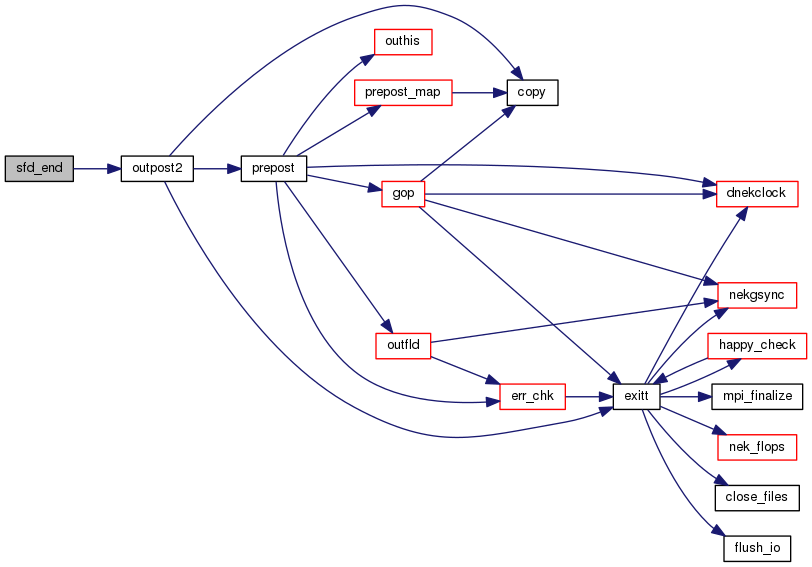 outhis
prepost_map
copy
sfd_end
outpost2
prepost
gop
dnekclock
nekgsync
outfld
happy_check
err_chk
exitt
mpi_finalize
nek_flops
close_files
flush_io